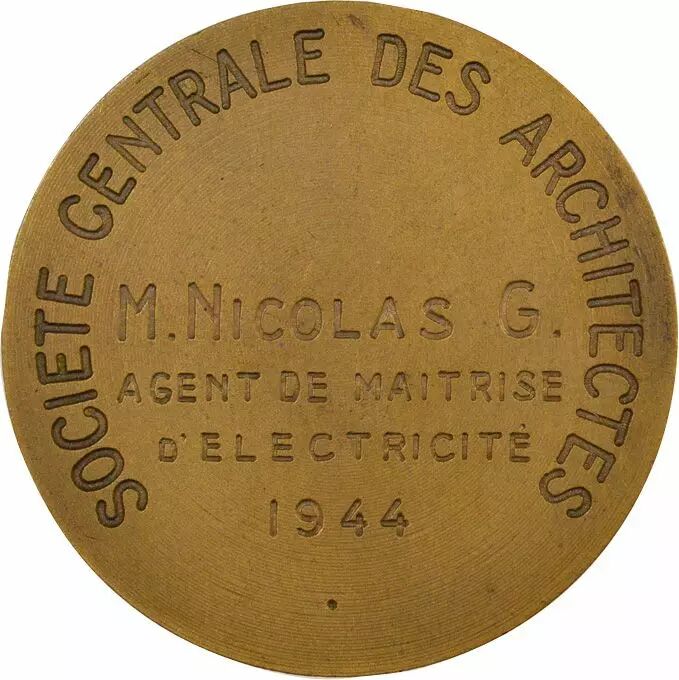 SOCIETE CENTRALE DES ARCHITECTES
M. NICOLAS G.
AGENT DE MAITRISE
D'ELECTRICITÉ
1944